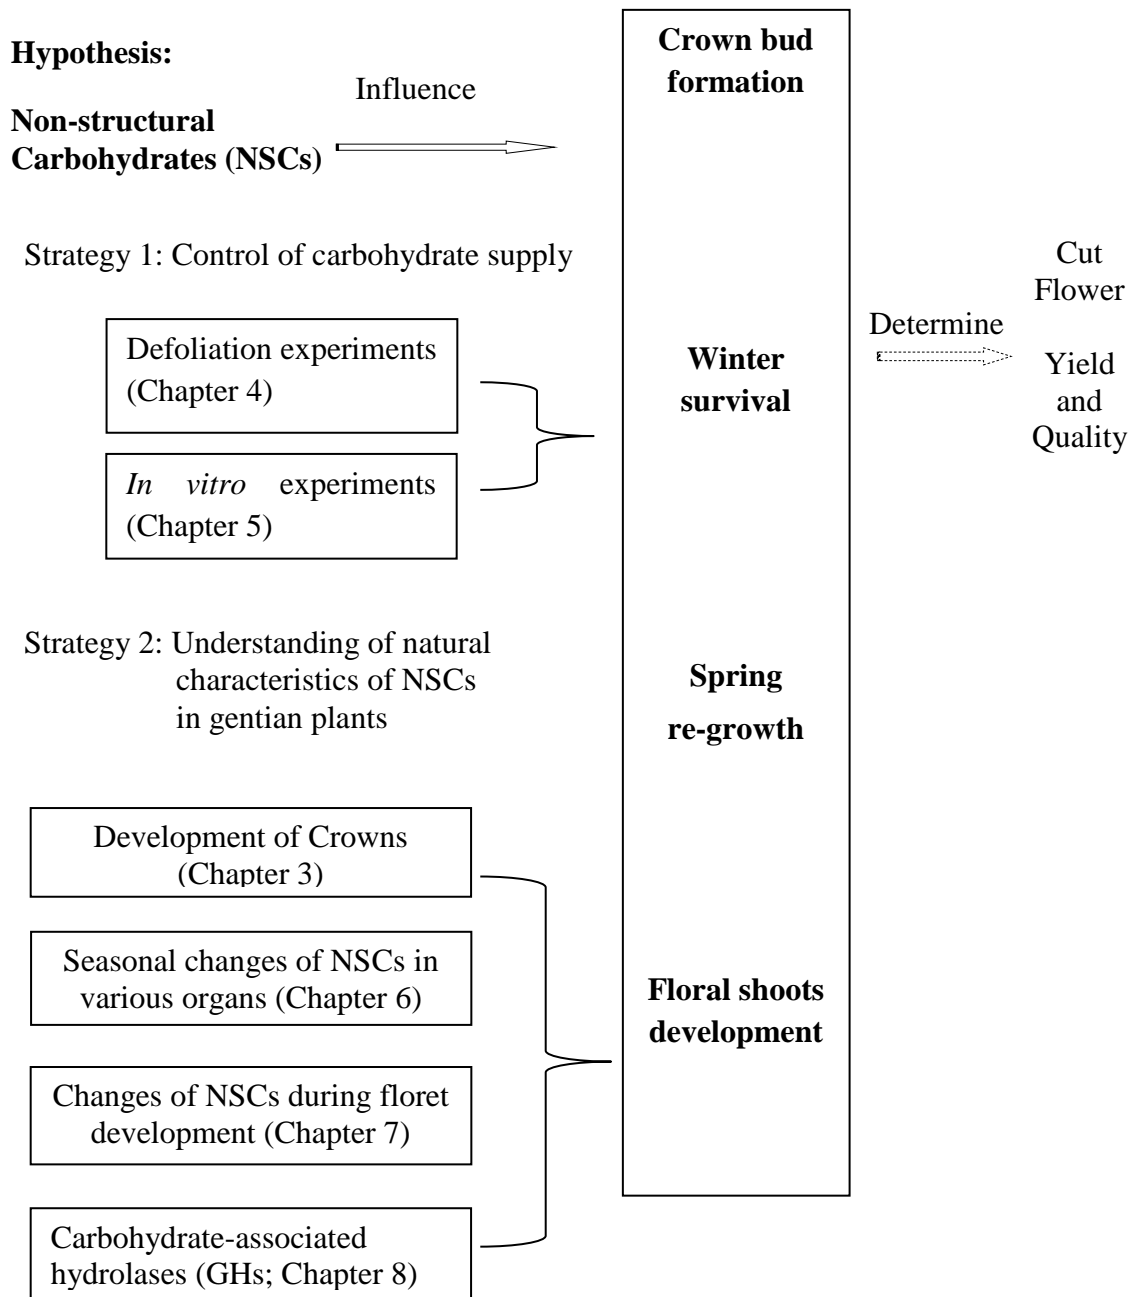 Hypothesis:
Non-structural
Carbohydrates (NSCs)
Influence
Strategy 1: Control of carbohydrate supply
Defoliation experiments
(Chapter 4)
In vitro experiments
(Chapter 5)
Strategy 2: Understanding of natural
characteristics of NSCs
in gentian plants
Development of Crowns
(Chapter 3)
Seasonal changes of NSCs in
various organs (Chapter 6)
Changes of NSCs during floret
development (Chapter 7)
Carbohydrate-associated
hydrolases (GHs; Chapter 8)
Crown bud
formation
Winter
survival
Spring
re-growth
Floral shoots
development
Determine
Cut
Flower
Yield
and
Quality